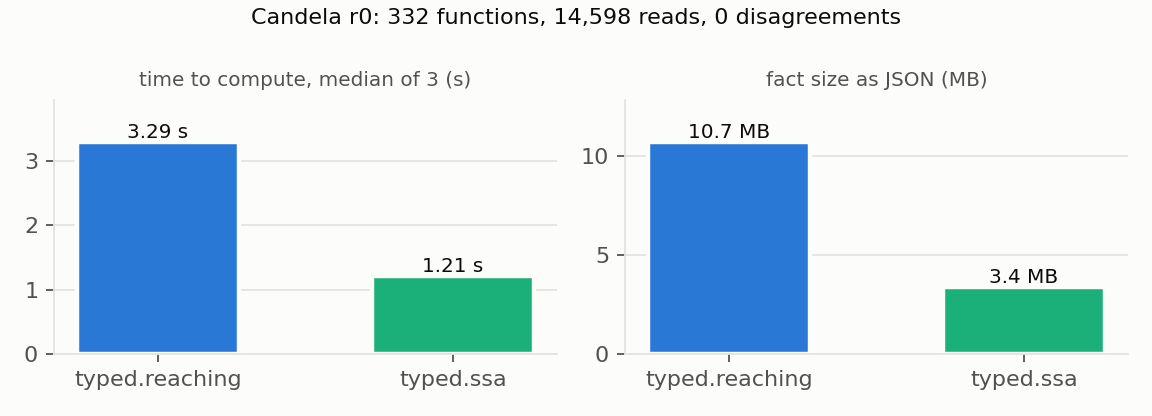 Candela r0: 332 functions, 14,598 reads, 0 disagreements
time to compute, median of 3 (s)
3.29 s
1.21 s
3
2
1
0
typed.reaching
typed.ssa
fact size as JSON (MB)
10.7 MB
3.4 MB
10
5
0
typed.reaching
typed.ssa